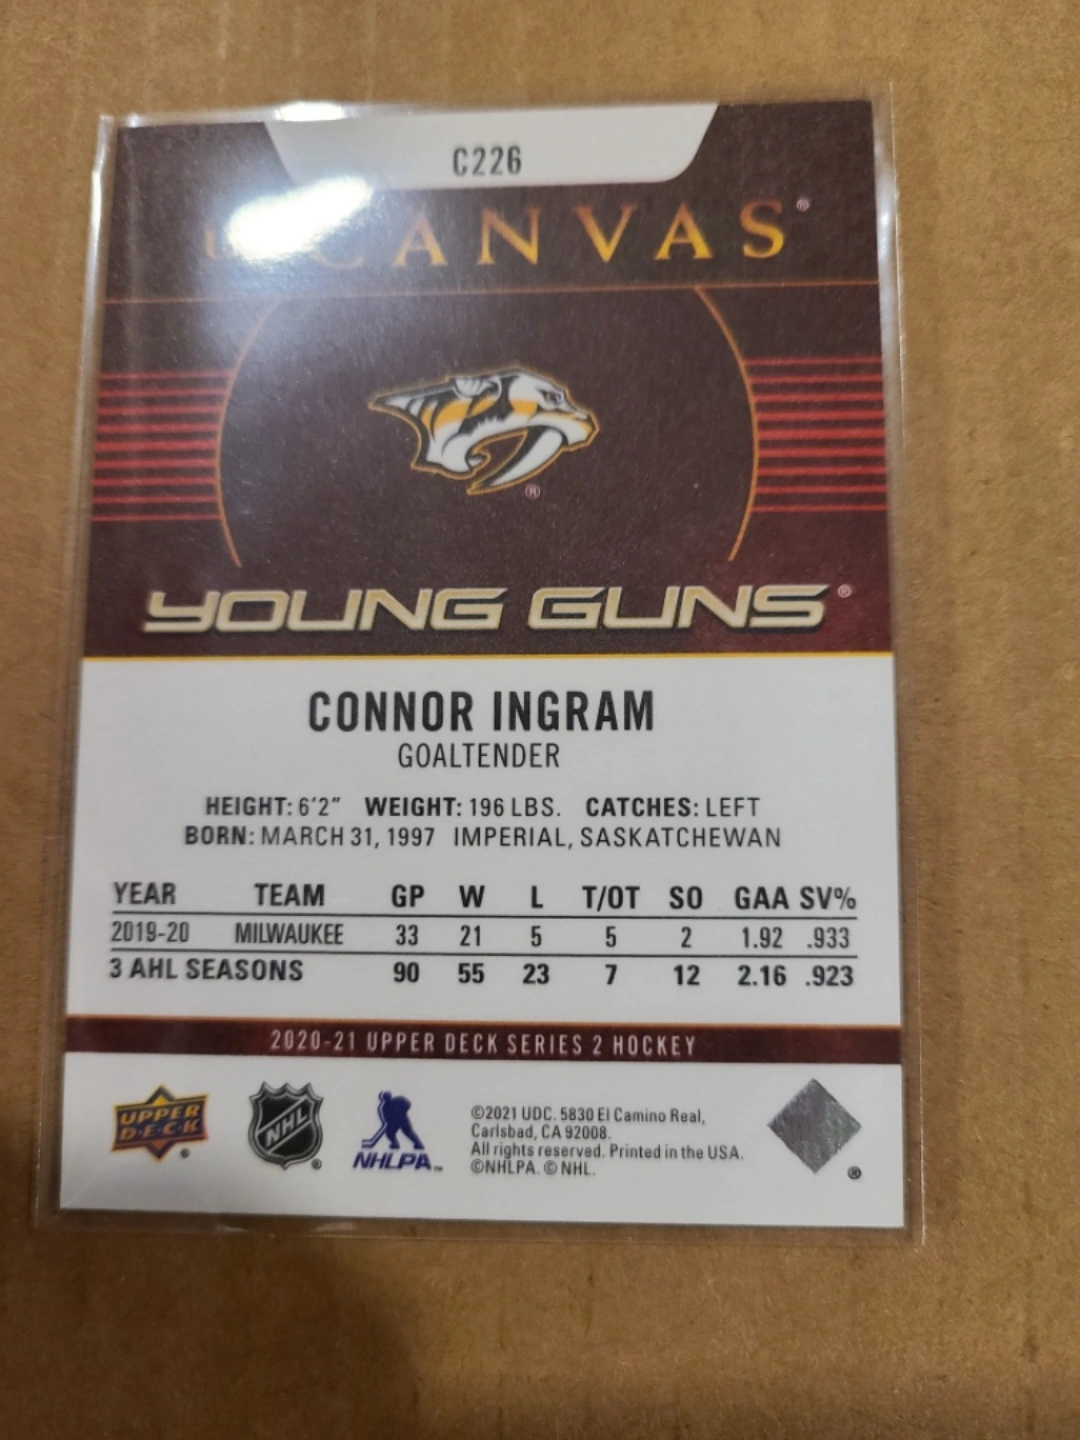 C226
CANVAS®
®
YOUNG GUNS®
CONNOR INGRAM
GOALTENDER
HEIGHT: 6'2" WEIGHT: 196 LBS. CATCHES: LEFT
BORN: MARCH 31, 1997 IMPERIAL, SASKATCHEWAN
YEAR TEAM GP W L T/OT SO GAA SV%
2019-20 MILWAUKEE 33 21 5 5 2 1.92 .933
3 AHL SEASONS 90 55 23 7 12 2.16 .923
2020-21 UPPER DECK SERIES 2 HOCKEY
UPPER
DECK ®
NHL ®
NHLPA™
©2021 UDC. 5830 El Camino Real,
Carlsbad, CA 92008.
All rights reserved. Printed in the USA.
©NHLPA. © NHL.
®